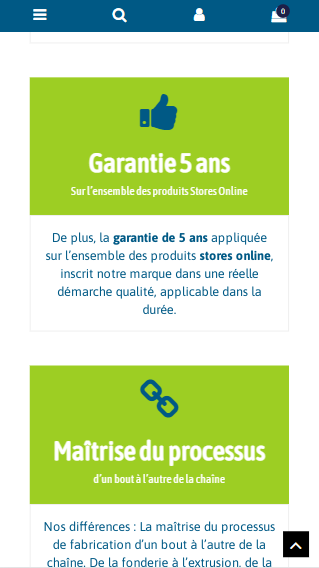 0
Garantie 5 ans
Sur l'ensemble des produits Stores Online
De plus, la garantie de 5 ans appliquée
sur l'ensemble des produits stores online,
inscrit notre marque dans une réelle
démarche qualité, applicable dans la
durée.
Maîtrise du processus
d'un bout à l'autre de la chaîne
Nos différences : La maîtrise du processus
de fabrication d'un bout à l'autre de la
chaîne. De la fonderie à l'extrusion, de la